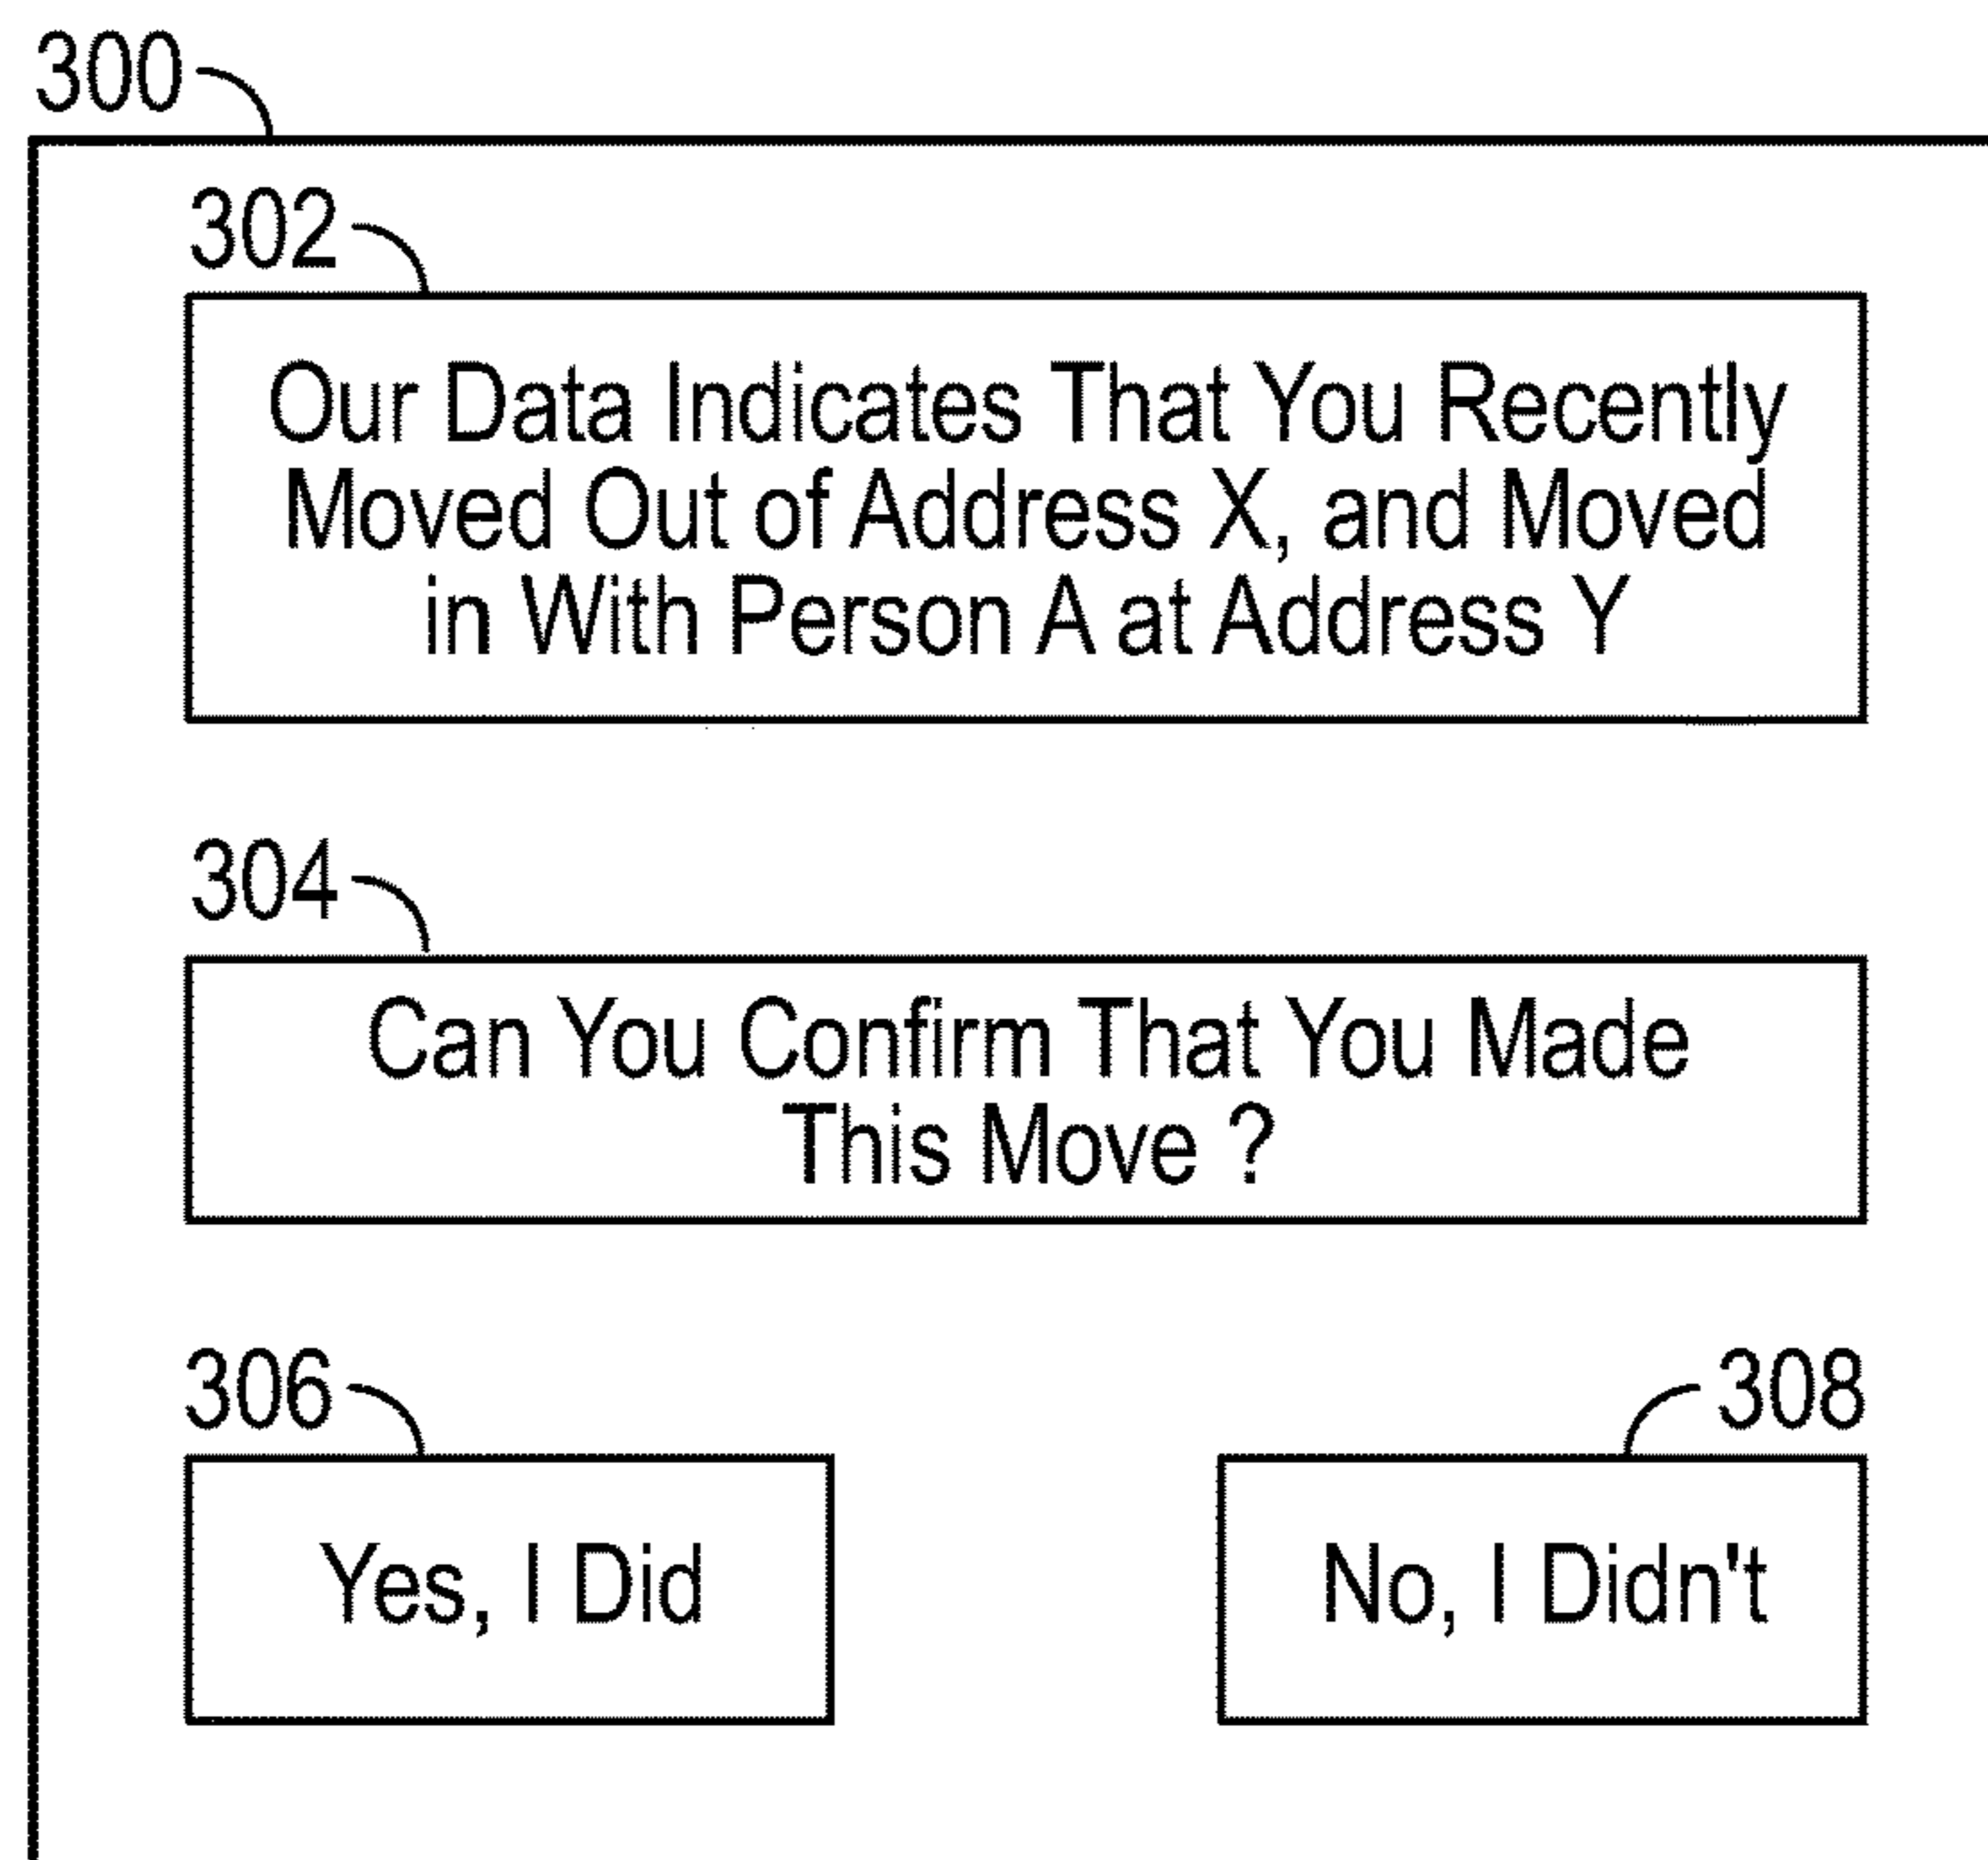 300
302
Our Data Indicates That You Recently
Moved Out of Address X, and Moved
in With Person A at Address Y
304
Can You Confirm That You Made
This Move ?
306
308
Yes, I Did
No, I Didn't